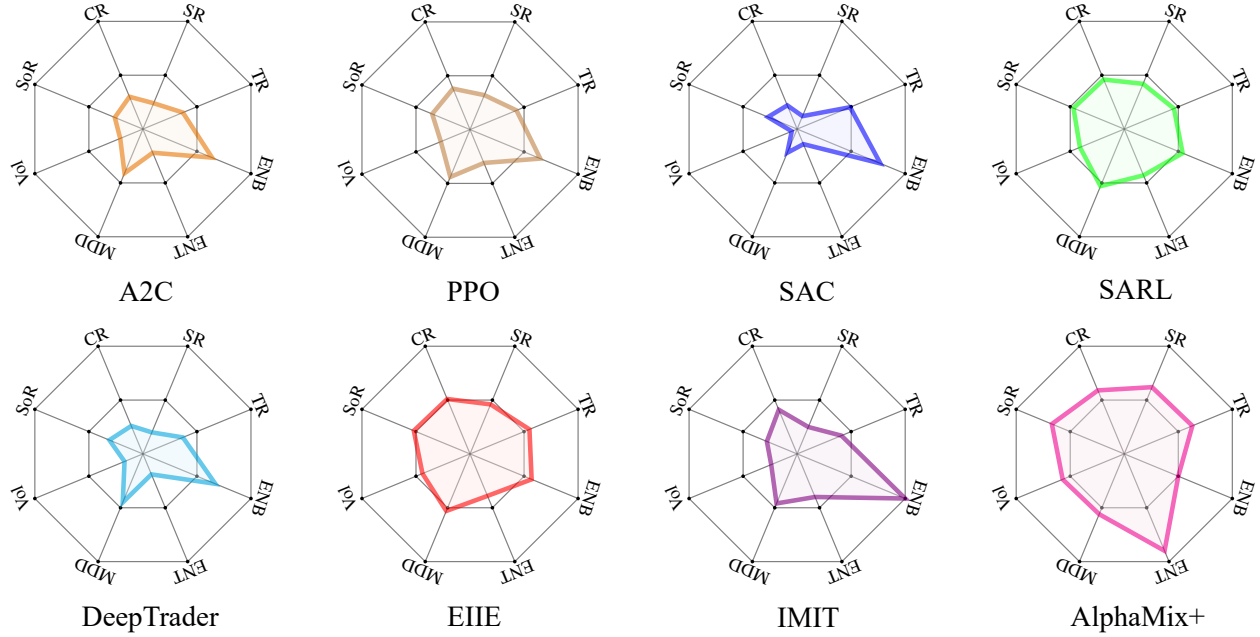 CR SR CR SR CR SR CR SR
SoR TR SoR TR SoR TR SoR TR
Vol ENB Vol ENB Vol ENB Vol ENB
MDD ENT MDD ENT MDD ENT MDD ENT
A2C PPO SAC SARL
CR SR CR SR CR SR CR SR
SoR TR SoR TR SoR TR SoR TR
Vol ENB Vol ENB Vol ENB Vol ENB
MDD ENT MDD ENT MDD ENT MDD ENT
DeepTrader EIIE IMIT AlphaMix+